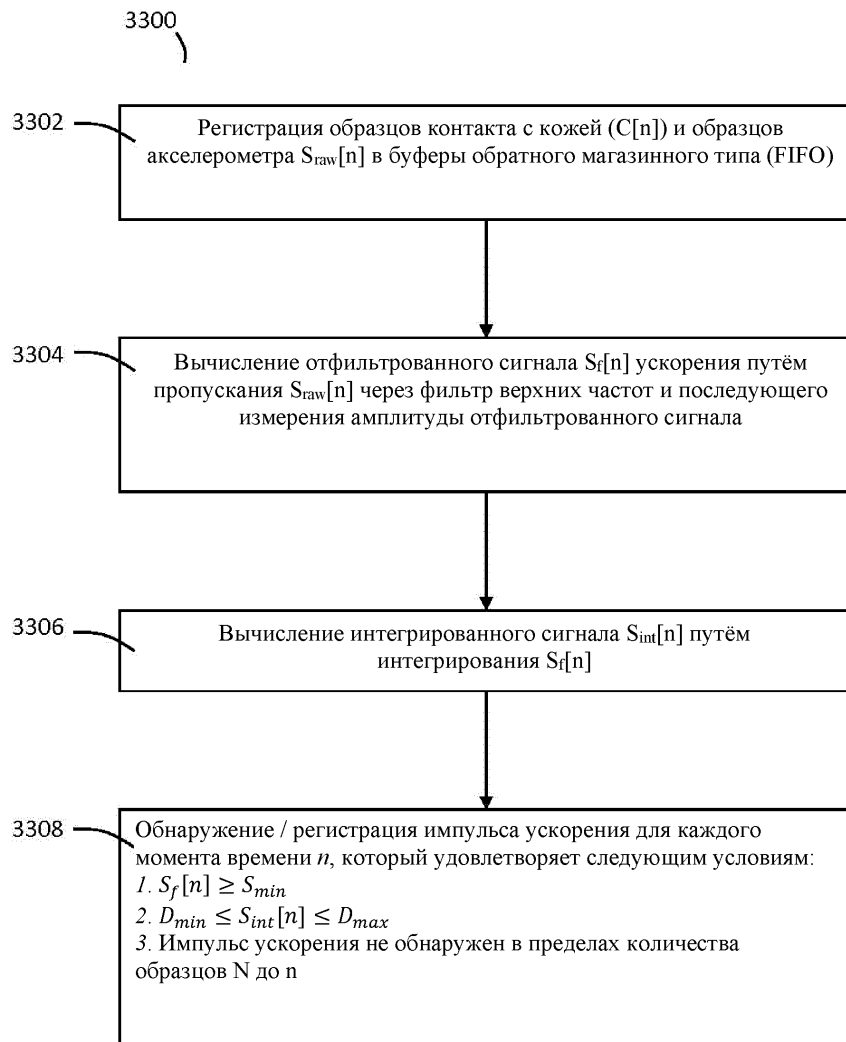 3300
3302
Регистрация образцов контакта с кожей (C[n]) и образцов
акселерометра Sraw[n] в буферы обратного магазинного типа (FIFO)
3304
Вычисление отфильтрованного сигнала Sf[n] ускорения путём
пропускания Sraw[n] через фильтр верхних частот и последующего
измерения амплитуды отфильтрованного сигнала
3306
Вычисление интегрированного сигнала Sint[n] путём
интегрирования Sf[n]
3308
Обнаружение / регистрация импульса ускорения для каждого
момента времени n, который удовлетворяет следующим условиям:
1. Sf[n] ≥ Smin
2. Dmin ≤ Sint[n] ≤ Dmax
3. Импульс ускорения не обнаружен в пределах количества
образцов N до n